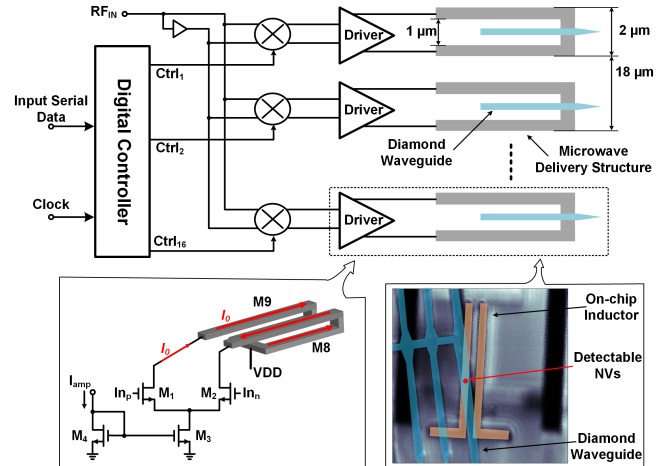 RF_IN
Digital Controller
Input Serial
Data
Clock
Ctrl_1
Ctrl_2
Ctrl_16
Driver
Driver
Driver
1 μm
2 μm
18 μm
Diamond
Waveguide
Microwave
Delivery Structure
M9
M8
I_0
I_0
VDD
I_amp
In_p
M_1
M_2
In_n
M_4
M_3
On-chip
Inductor
Detectable
NVs
Diamond
Waveguide